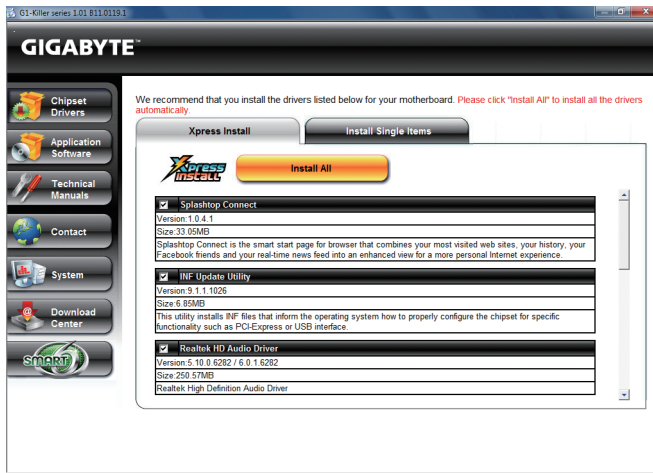 G1-Killer series 1.01 B11.0119.1
GIGABYTE™
Chipset
Drivers
Application
Software
Technical
Manuals
Contact
System
Download
Center
SMART
We recommend that you install the drivers listed below for your motherboard. Please click "Install All" to install all the drivers
automatically.
Xpress Install
Install Single Items
Xpress
Install
Install All
Splashtop Connect
Version:1.0.4.1
Size:33.05MB
Splashtop Connect is the smart start page for browser that combines your most visited web sites, your history, your
Facebook friends and your real-time news feed into an enhanced view for a more personal Internet experience.
INF Update Utility
Version:9.1.1.1026
Size:6.85MB
This utility installs INF files that inform the operating system how to properly configure the chipset for specific
functionality such as PCI-Express or USB interface.
Realtek HD Audio Driver
Version:5.10.0.6282 / 6.0.1.6282
Size:250.57MB
Realtek High Definition Audio Driver